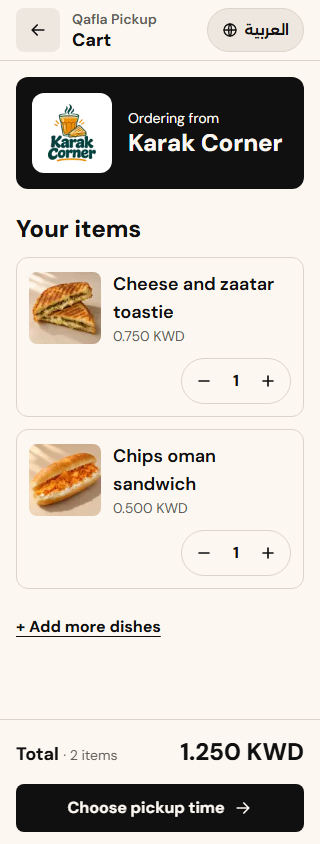 Qafla Pickup
Cart
العربية
Karak
Corner
Ordering from
Karak Corner
Your items
Cheese and zaatar
toastie
0.750 KWD
− 1 +
Chips oman
sandwich
0.500 KWD
− 1 +
+ Add more dishes
Total · 2 items
1.250 KWD
Choose pickup time →